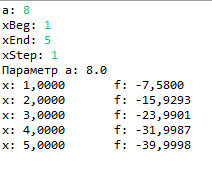 a: 8
xBeg: 1
xEnd: 5
xStep: 1
Параметр a: 8.0
x: 1,0000 f: -7,5800
x: 2,0000 f: -15,9293
x: 3,0000 f: -23,9901
x: 4,0000 f: -31,9987
x: 5,0000 f: -39,9998